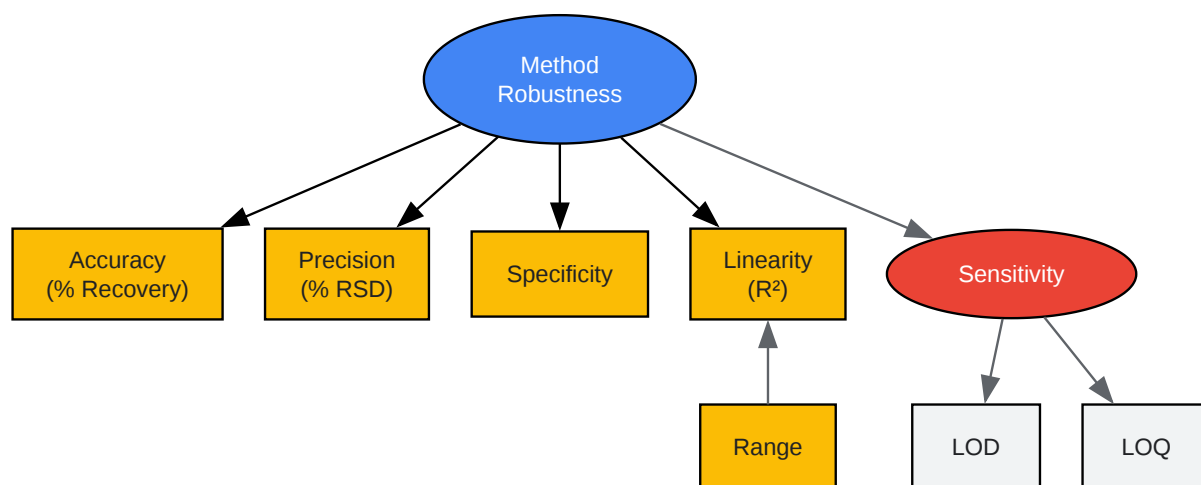 Method
Robustness
Accuracy
(% Recovery)
Precision
(% RSD)
Specificity
Linearity
(R²)
Sensitivity
Range
LOD
LOQ